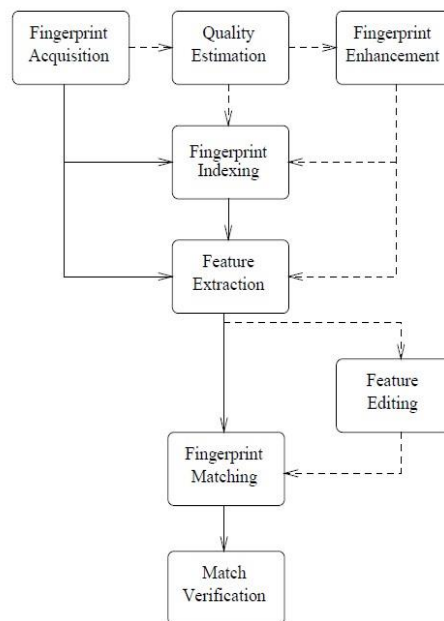 Fingerprint
Acquisition
Quality
Estimation
Fingerprint
Enhancement
Fingerprint
Indexing
Feature
Extraction
Feature
Editing
Fingerprint
Matching
Match
Verification